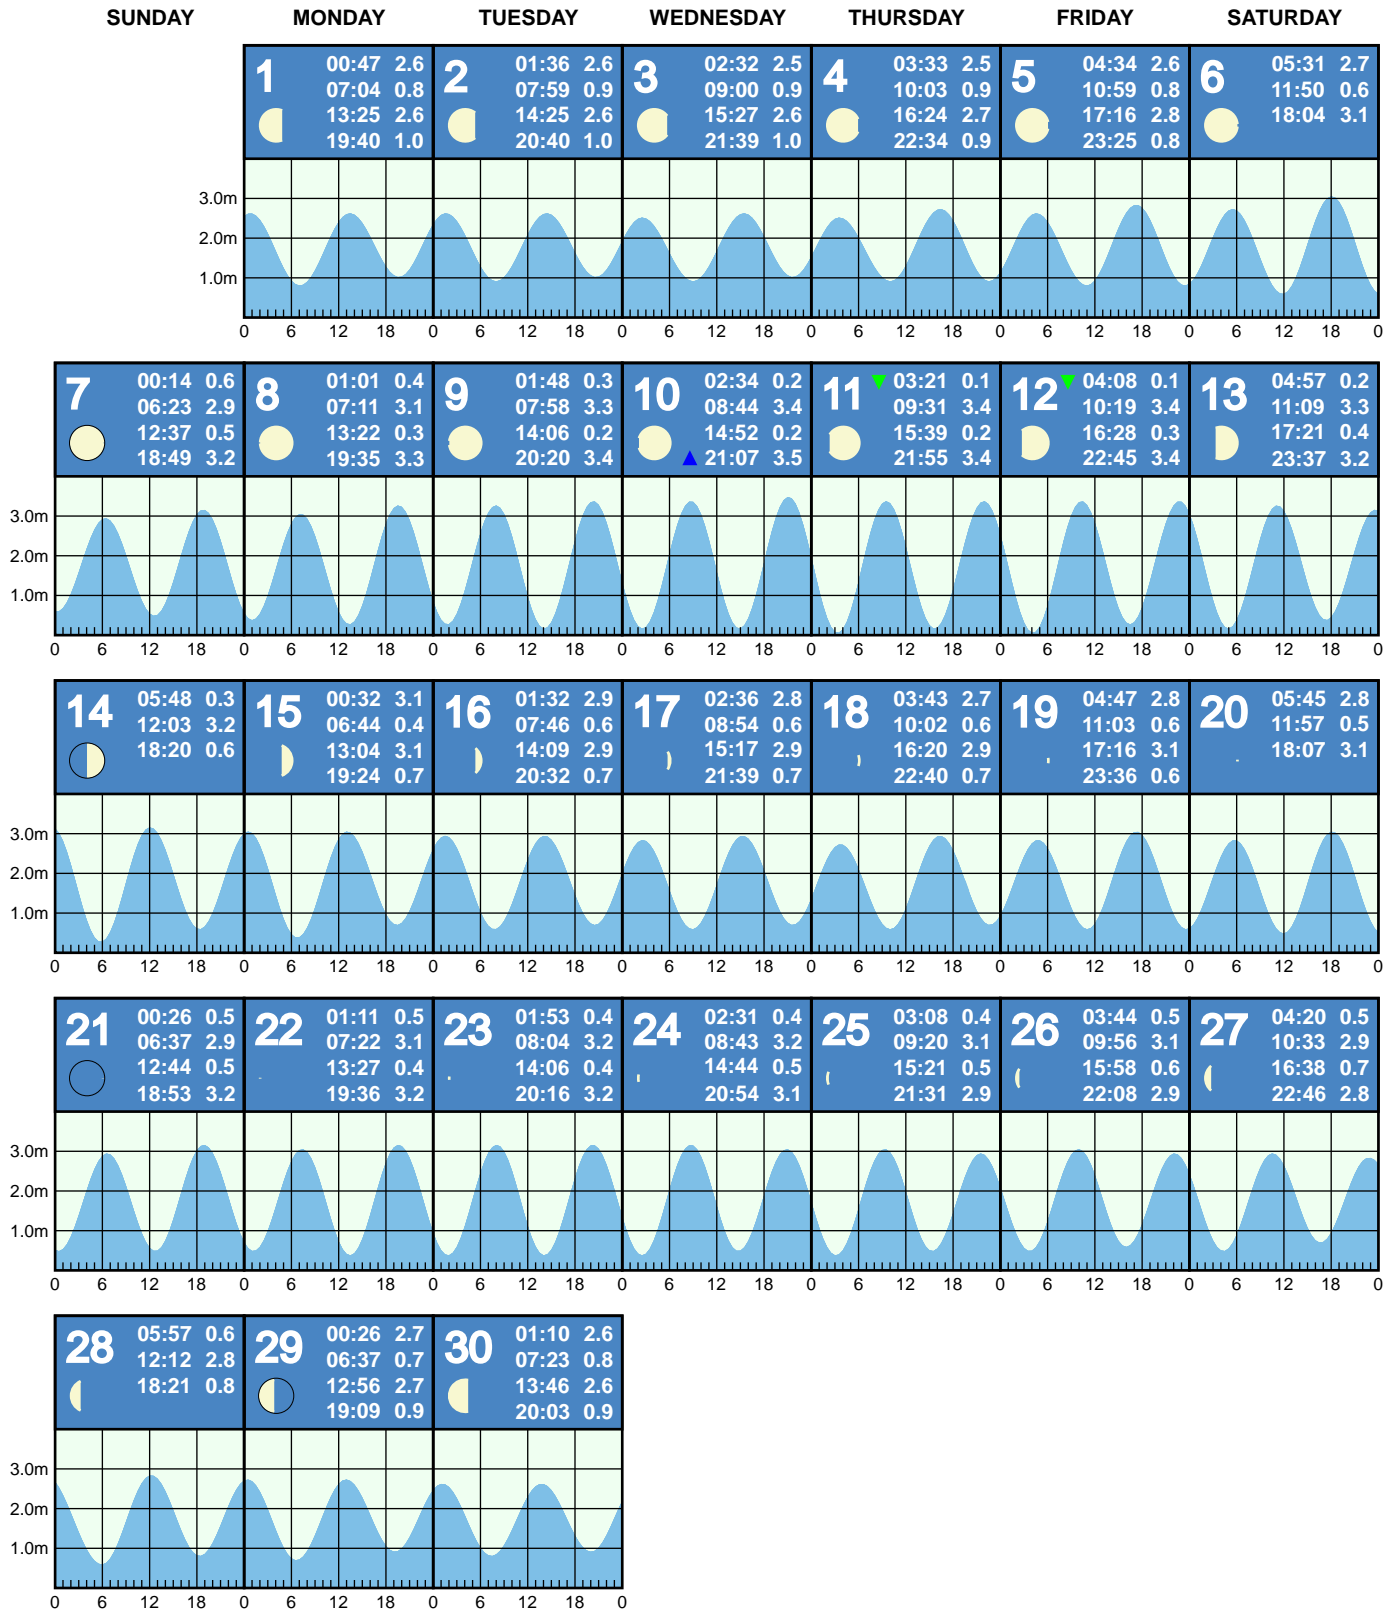 SUNDAY MONDAY TUESDAY WEDNESDAY THURSDAY FRIDAY SATURDAY
1 00:47 2.6
07:04 0.8
13:25 2.6
19:40 1.0
2 01:36 2.6
07:59 0.9
14:25 2.6
20:40 1.0
3 02:32 2.5
09:00 0.9
15:27 2.6
21:39 1.0
4 03:33 2.5
10:03 0.9
16:24 2.7
22:34 0.9
5 04:34 2.6
10:59 0.8
17:16 2.8
23:25 0.8
6 05:31 2.7
11:50 0.6
18:04 3.1
3.0m
2.0m
1.0m
0 6 12 18 0 6 12 18 0 6 12 18 0 6 12 18 0 6 12 18 0 6 12 18 0
7 00:14 0.6
06:23 2.9
12:37 0.5
18:49 3.2
8 01:01 0.4
07:11 3.1
13:22 0.3
19:35 3.3
9 01:48 0.3
07:58 3.3
14:06 0.2
20:20 3.4
10 02:34 0.2
08:44 3.4
14:52 0.2
21:07 3.5
11 03:21 0.1
09:31 3.4
15:39 0.2
21:55 3.4
12 04:08 0.1
10:19 3.4
16:28 0.3
22:45 3.4
13 04:57 0.2
11:09 3.3
17:21 0.4
23:37 3.2
3.0m
2.0m
1.0m
0 6 12 18 0 6 12 18 0 6 12 18 0 6 12 18 0 6 12 18 0 6 12 18 0 6 12 18 0
14 05:48 0.3
12:03 3.2
18:20 0.6
15 00:32 3.1
06:44 0.4
13:04 3.1
19:24 0.7
16 01:32 2.9
07:46 0.6
14:09 2.9
20:32 0.7
17 02:36 2.8
08:54 0.6
15:17 2.9
21:39 0.7
18 03:43 2.7
10:02 0.6
16:20 2.9
22:40 0.7
19 04:47 2.8
11:03 0.6
17:16 3.1
23:36 0.6
20 05:45 2.8
11:57 0.5
18:07 3.1
3.0m
2.0m
1.0m
0 6 12 18 0 6 12 18 0 6 12 18 0 6 12 18 0 6 12 18 0 6 12 18 0 6 12 18 0
21 00:26 0.5
06:37 2.9
12:44 0.5
18:53 3.2
22 01:11 0.5
07:22 3.1
13:27 0.4
19:36 3.2
23 01:53 0.4
08:04 3.2
14:06 0.4
20:16 3.2
24 02:31 0.4
08:43 3.2
14:44 0.5
20:54 3.1
25 03:08 0.4
09:20 3.1
15:21 0.5
21:31 2.9
26 03:44 0.5
09:56 3.1
15:58 0.6
22:08 2.9
27 04:20 0.5
10:33 2.9
16:38 0.7
22:46 2.8
3.0m
2.0m
1.0m
0 6 12 18 0 6 12 18 0 6 12 18 0 6 12 18 0 6 12 18 0 6 12 18 0 6 12 18 0
28 05:57 0.6
12:12 2.8
18:21 0.8
29 00:26 2.7
06:37 0.7
12:56 2.7
19:09 0.9
30 01:10 2.6
07:23 0.8
13:46 2.6
20:03 0.9
3.0m
2.0m
1.0m
0 6 12 18 0 6 12 18 0 6 12 18 0